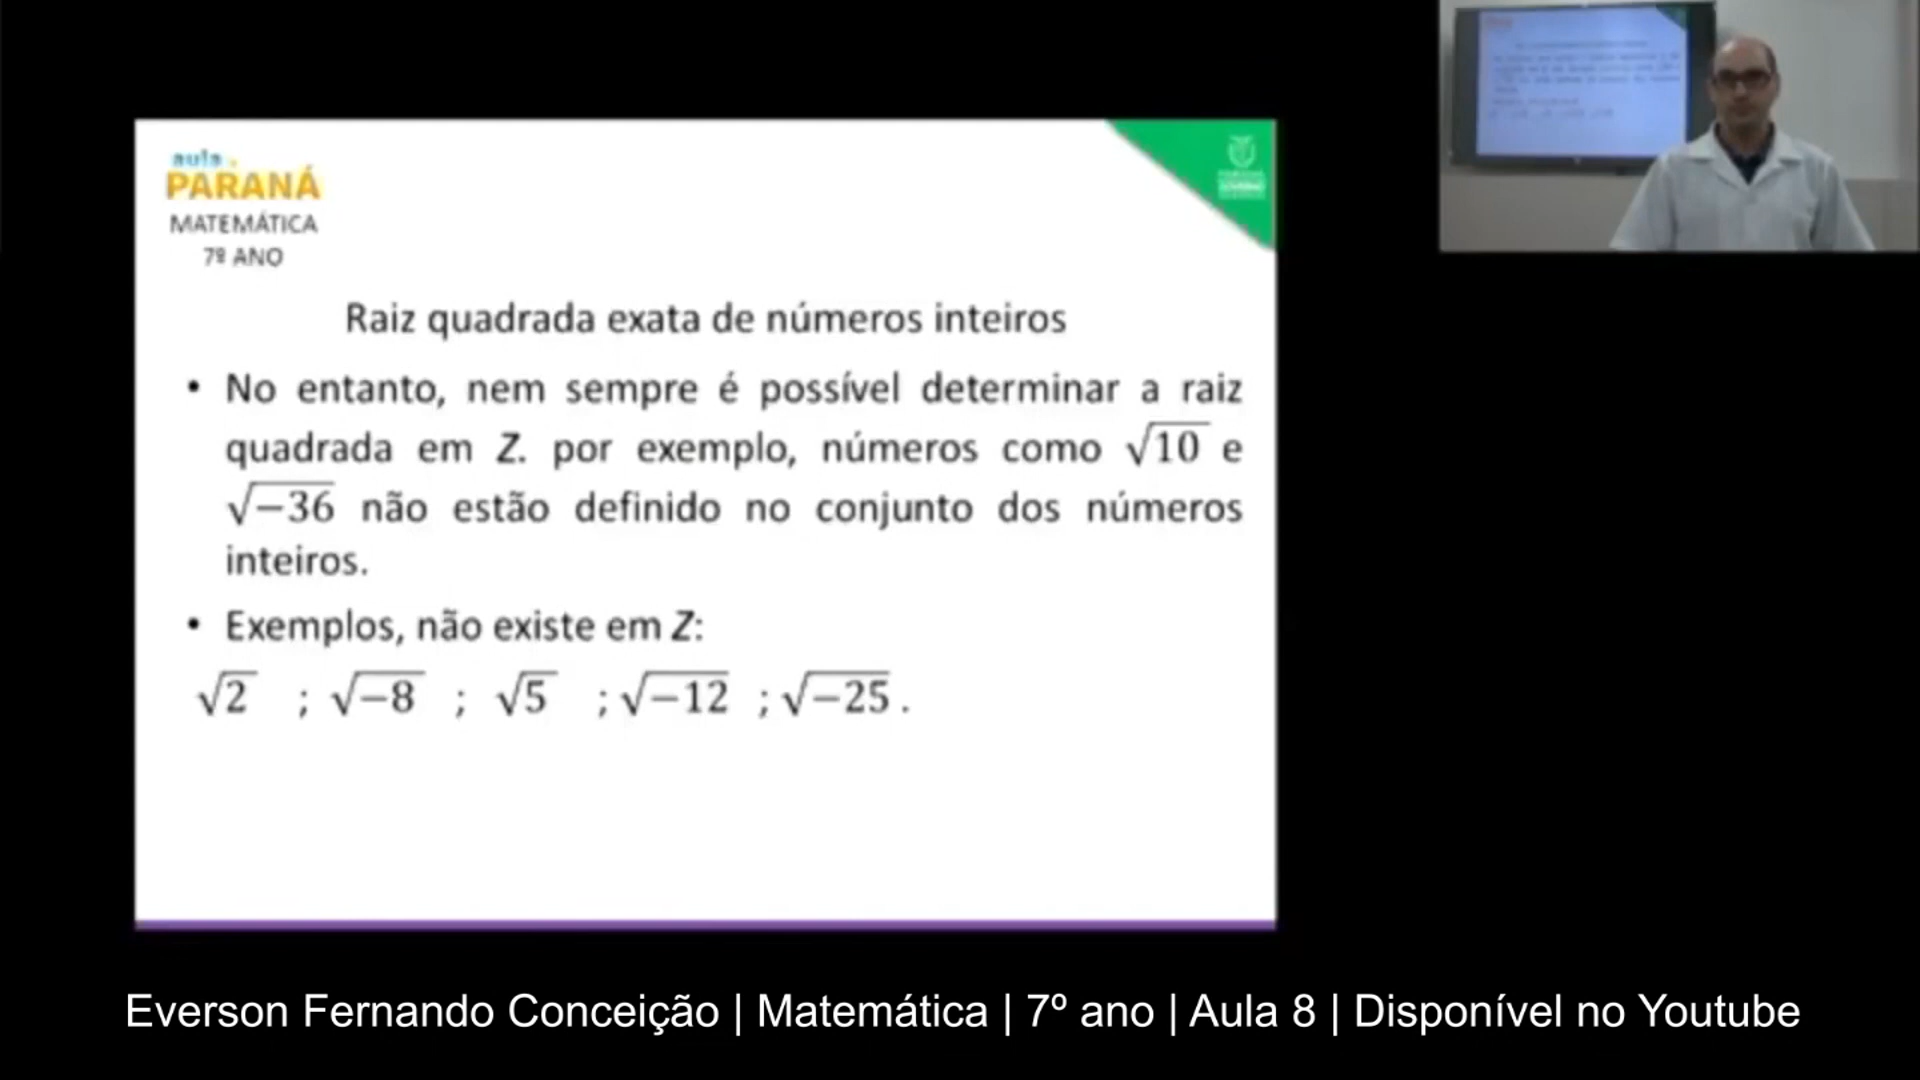 aula
PARANÁ
MATEMÁTICA
7º ANO
GOVERNO
Raiz quadrada exata de números inteiros
• No entanto, nem sempre é possível determinar a raiz
quadrada em Z. por exemplo, números como √10 e
√−36 não estão definido no conjunto dos números
inteiros.
• Exemplos, não existe em Z:
√2 ; √−8 ; √5 ; √−12 ; √−25 .
Everson Fernando Conceição | Matemática | 7º ano | Aula 8 | Disponível no Youtube